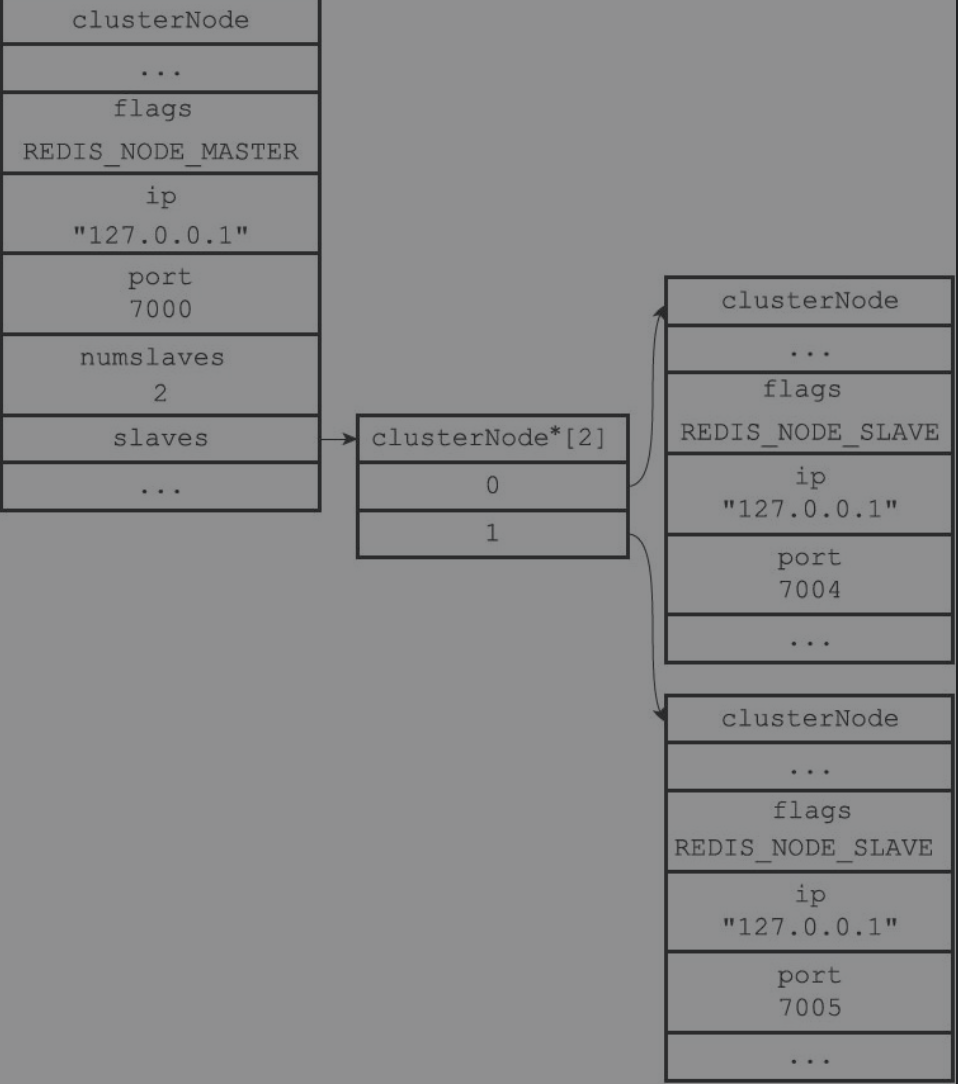 clusterNode
...
flags
REDIS_NODE_MASTER
ip
"127.0.0.1"
port
7000
numslaves
2
slaves
...
clusterNode*[2]
0
1
clusterNode
...
flags
REDIS_NODE_SLAVE
ip
"127.0.0.1"
port
7004
...
clusterNode
...
flags
REDIS_NODE_SLAVE
ip
"127.0.0.1"
port
7005
...